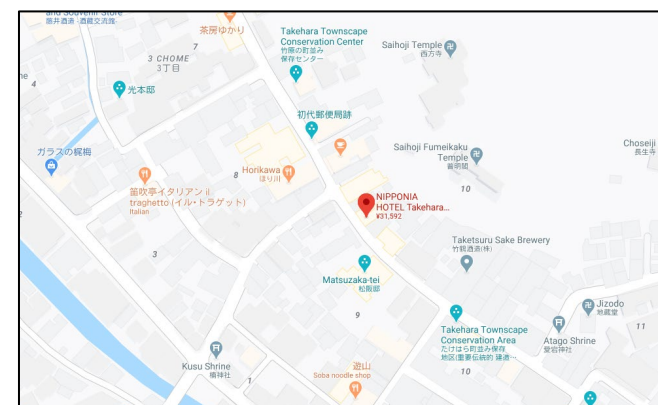 and Souvenir Store
藤井酒造・酒蔵交流館
茶房ゆかり
7
3 CHOME
3丁目
4
光本邸
Takehara Townscape
Conservation Center
竹原の町並み
保存センター
Saihoji Temple
西方寺
初代郵便局跡
ガラスの梶梅
Horikawa
ほり川
8
笛吹亭イタリアン il
traghetto (イル・トラゲット)
Italian
Saihoji Fumeikaku
Temple
普明閣
Choseiji
長生寺
10
NIPPONIA
HOTEL Takehara...
¥31,592
Taketsuru Sake Brewery
竹鶴酒造(株)
3
Matsuzaka-tei
松阪邸
9
Jizodo
地蔵堂
11
Takehara Townscape
Conservation Area
たけはら町並み保存
地区(重要伝統的 建造…
Atago Shrine
愛宕神社
Kusu Shrine
楠神社
遊山
Soba noodle shop
10
1